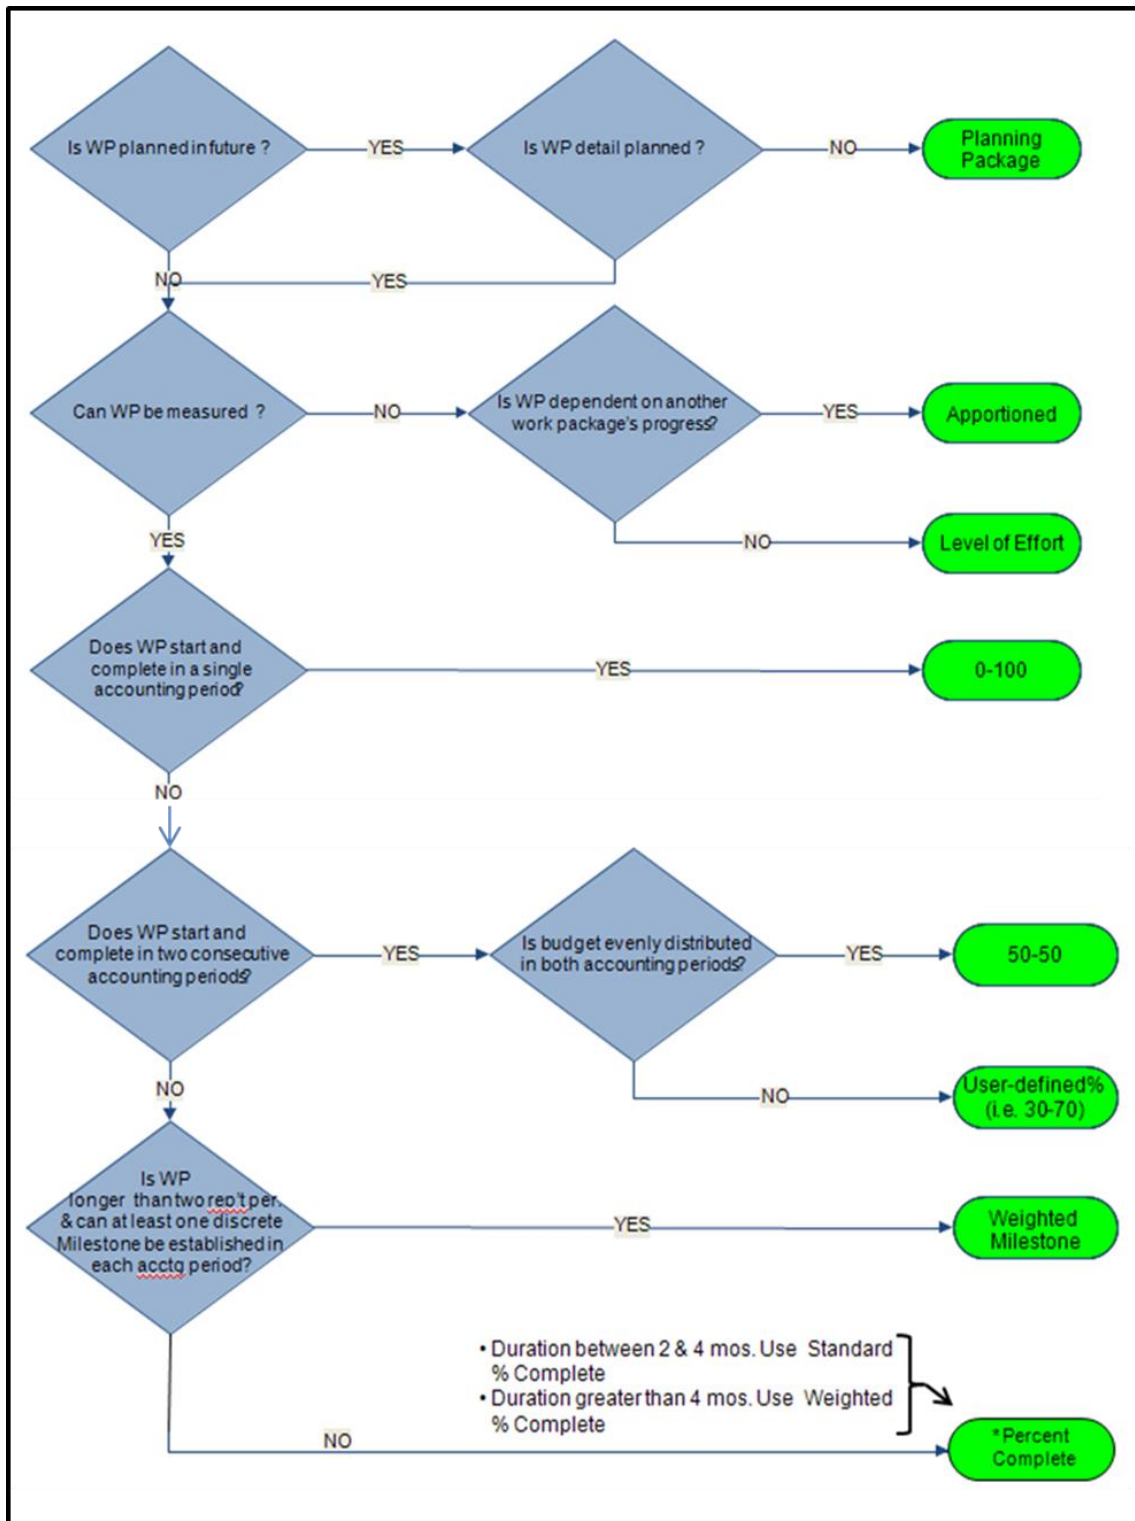 Is WP planned in future ?
YES
Is WP detail planned ?
NO
Planning
Package
NO
YES
Can WP be measured ?
NO
Is WP dependent on another
work package's progress?
YES
Apportioned
NO
Level of Effort
YES
Does WP start and
complete in a single
accounting period?
YES
0-100
NO
Does WP start and
complete in two consecutive
accounting periods?
YES
Is budget evenly distributed
in both accounting periods?
YES
50-50
NO
User-defined%
(i.e. 30-70)
NO
Is WP
longer than two rep't per.
& can at least one discrete
Milestone be established in
each acctg period?
YES
Weighted
Milestone
• Duration between 2 & 4 mos. Use Standard
% Complete
• Duration greater than 4 mos. Use Weighted
% Complete
NO
*Percent
Complete